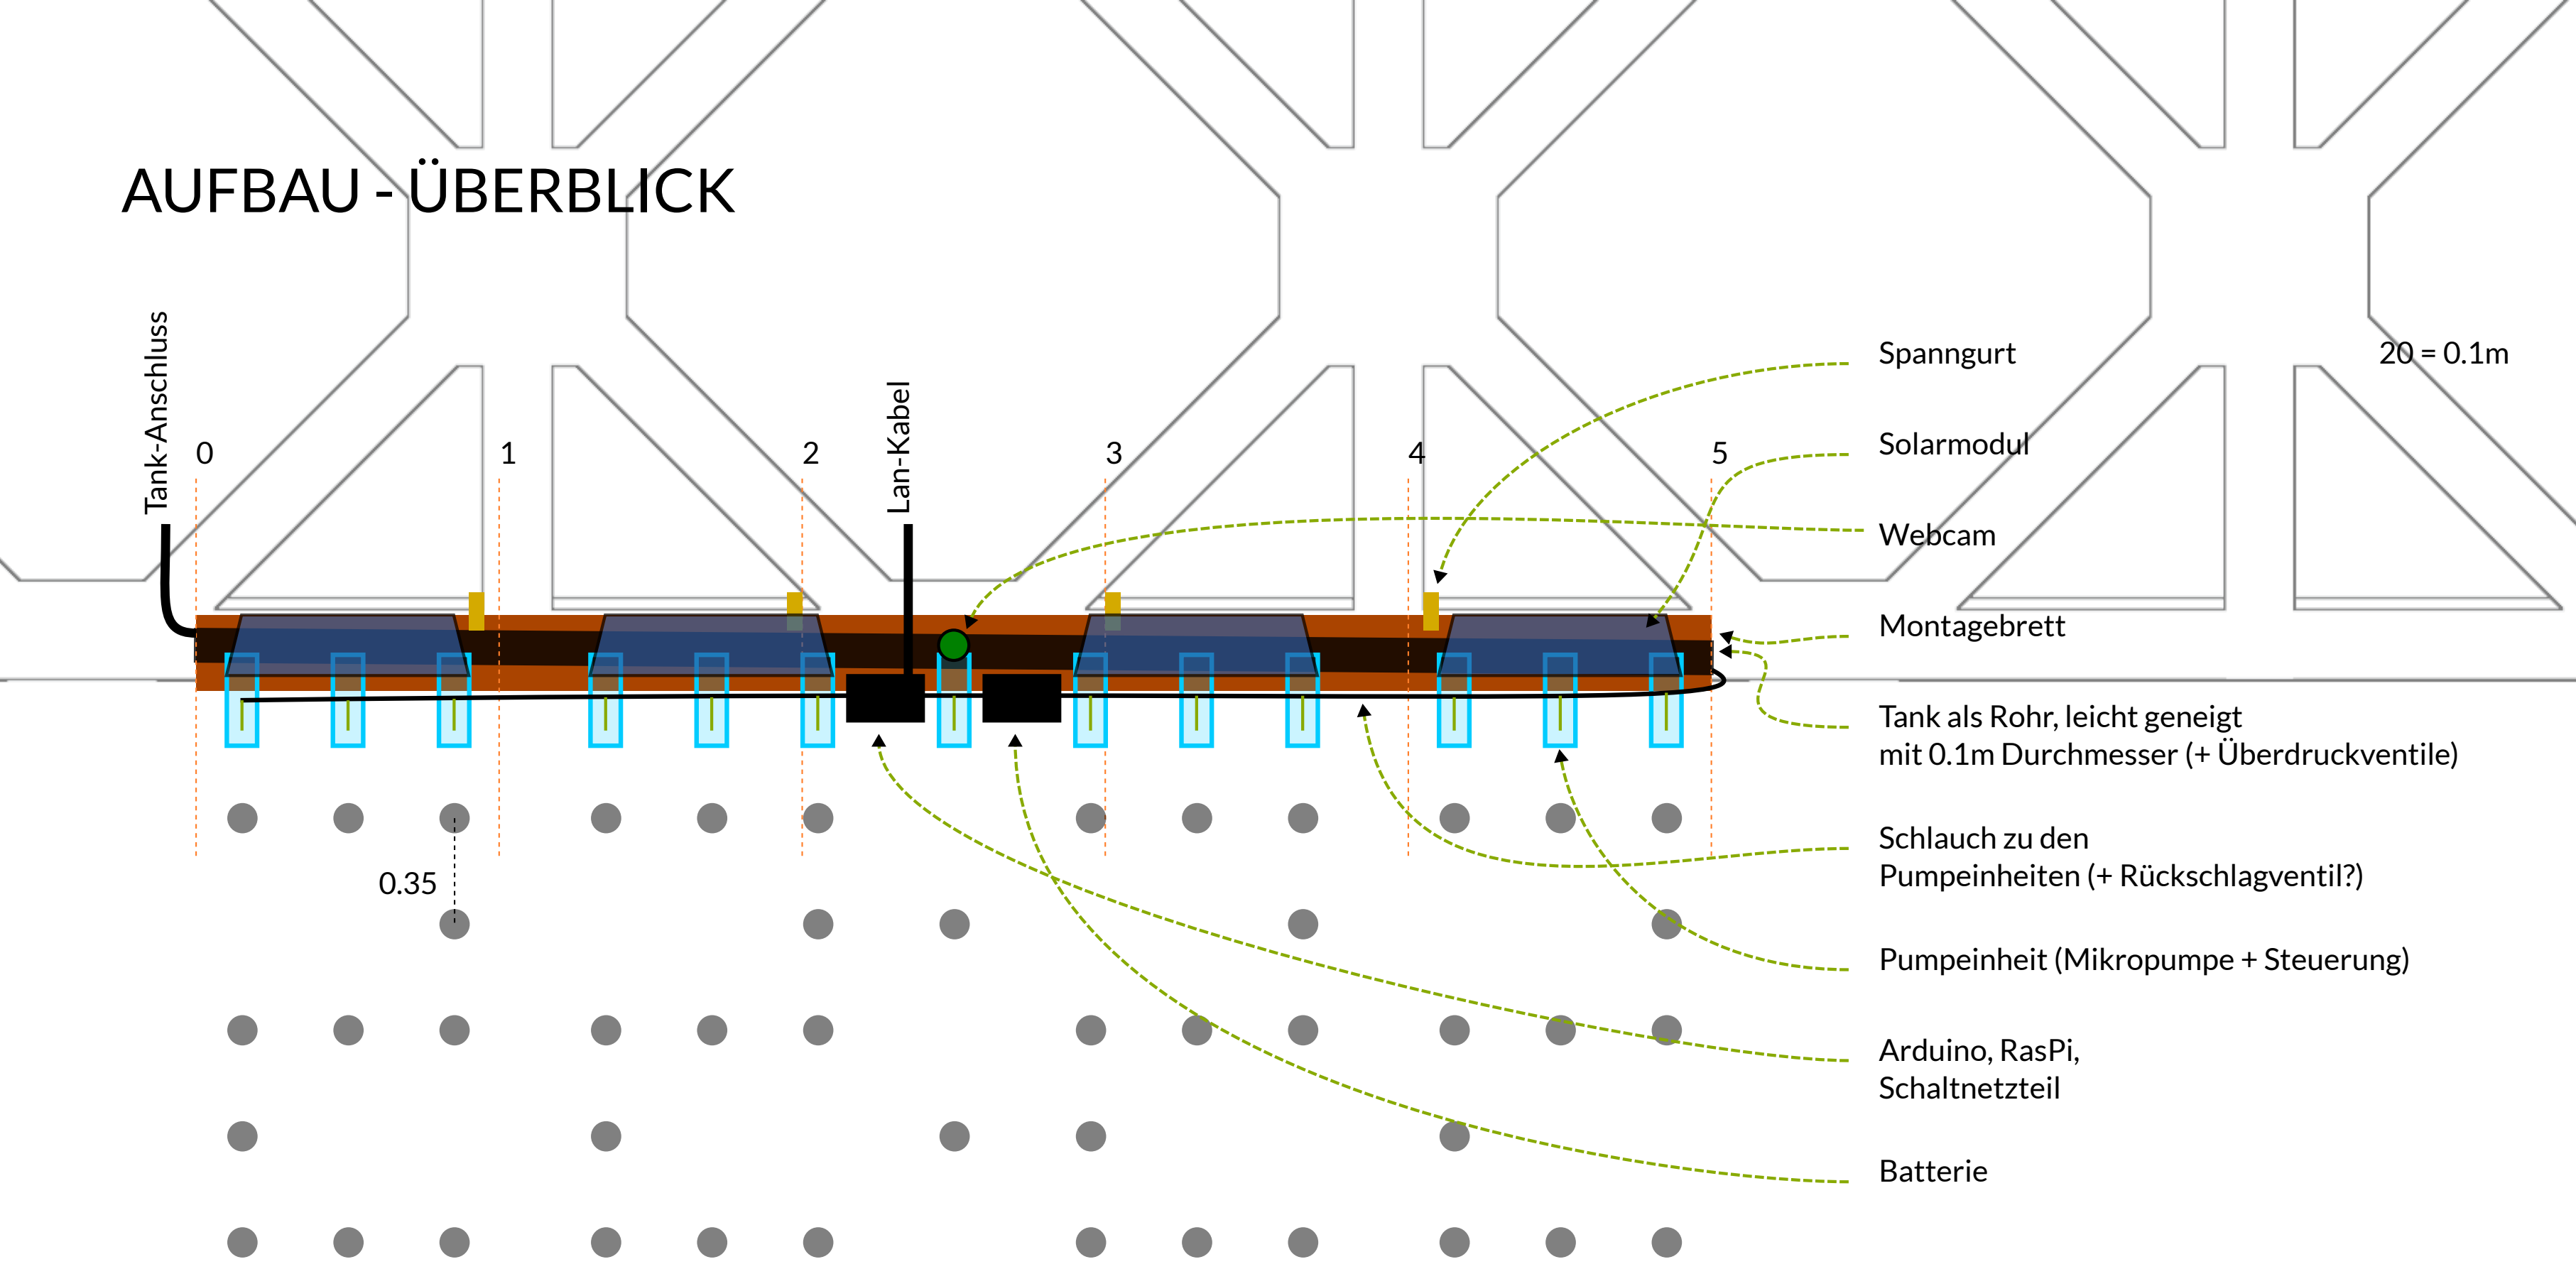 AUFBAU - ÜBERBLICK
Tank-Anschluss
Lan-Kabel
0
1
2
3
4
5
20 = 0.1m
Spanngurt
Solarmodul
Webcam
Montagebrett
Tank als Rohr, leicht geneigt
mit 0.1m Durchmesser (+ Überdruckventile)
Schlauch zu den
Pumpeinheiten (+ Rückschlagventil?)
Pumpeinheit (Mikropumpe + Steuerung)
Arduino, RasPi,
Schaltnetzteil
Batterie
0.35